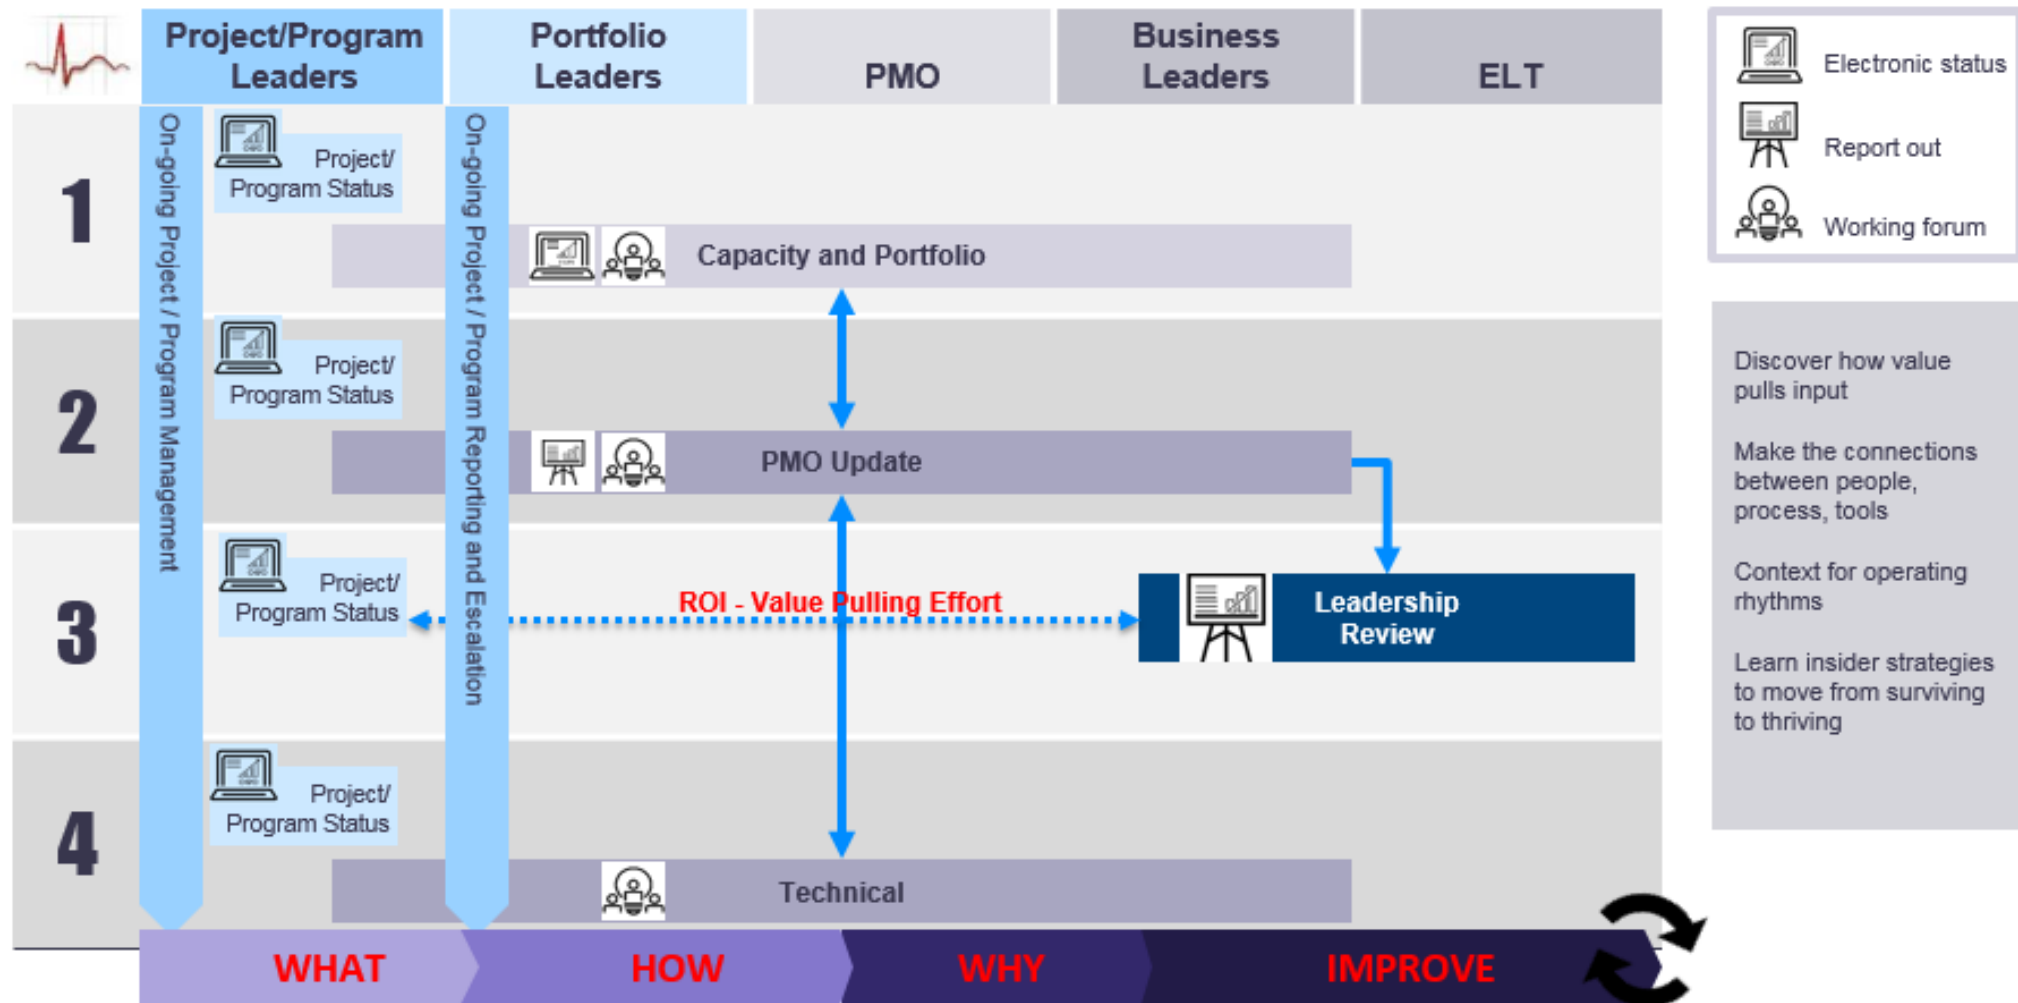 Project/Program
Leaders
Portfolio
Leaders
PMO
Business
Leaders
ELT
Electronic status
Report out
Working forum
1
On-going Project / Program Management
Project/
Program Status
On-going Project / Program Reporting and Escalation
Capacity and Portfolio
2
Project/
Program Status
PMO Update
3
Project/
Program Status
ROI - Value Pulling Effort
Leadership
Review
4
Project/
Program Status
Technical
WHAT
HOW
WHY
IMPROVE
Discover how value
pulls input
Make the connections
between people,
process, tools
Context for operating
rhythms
Learn insider strategies
to move from surviving
to thriving